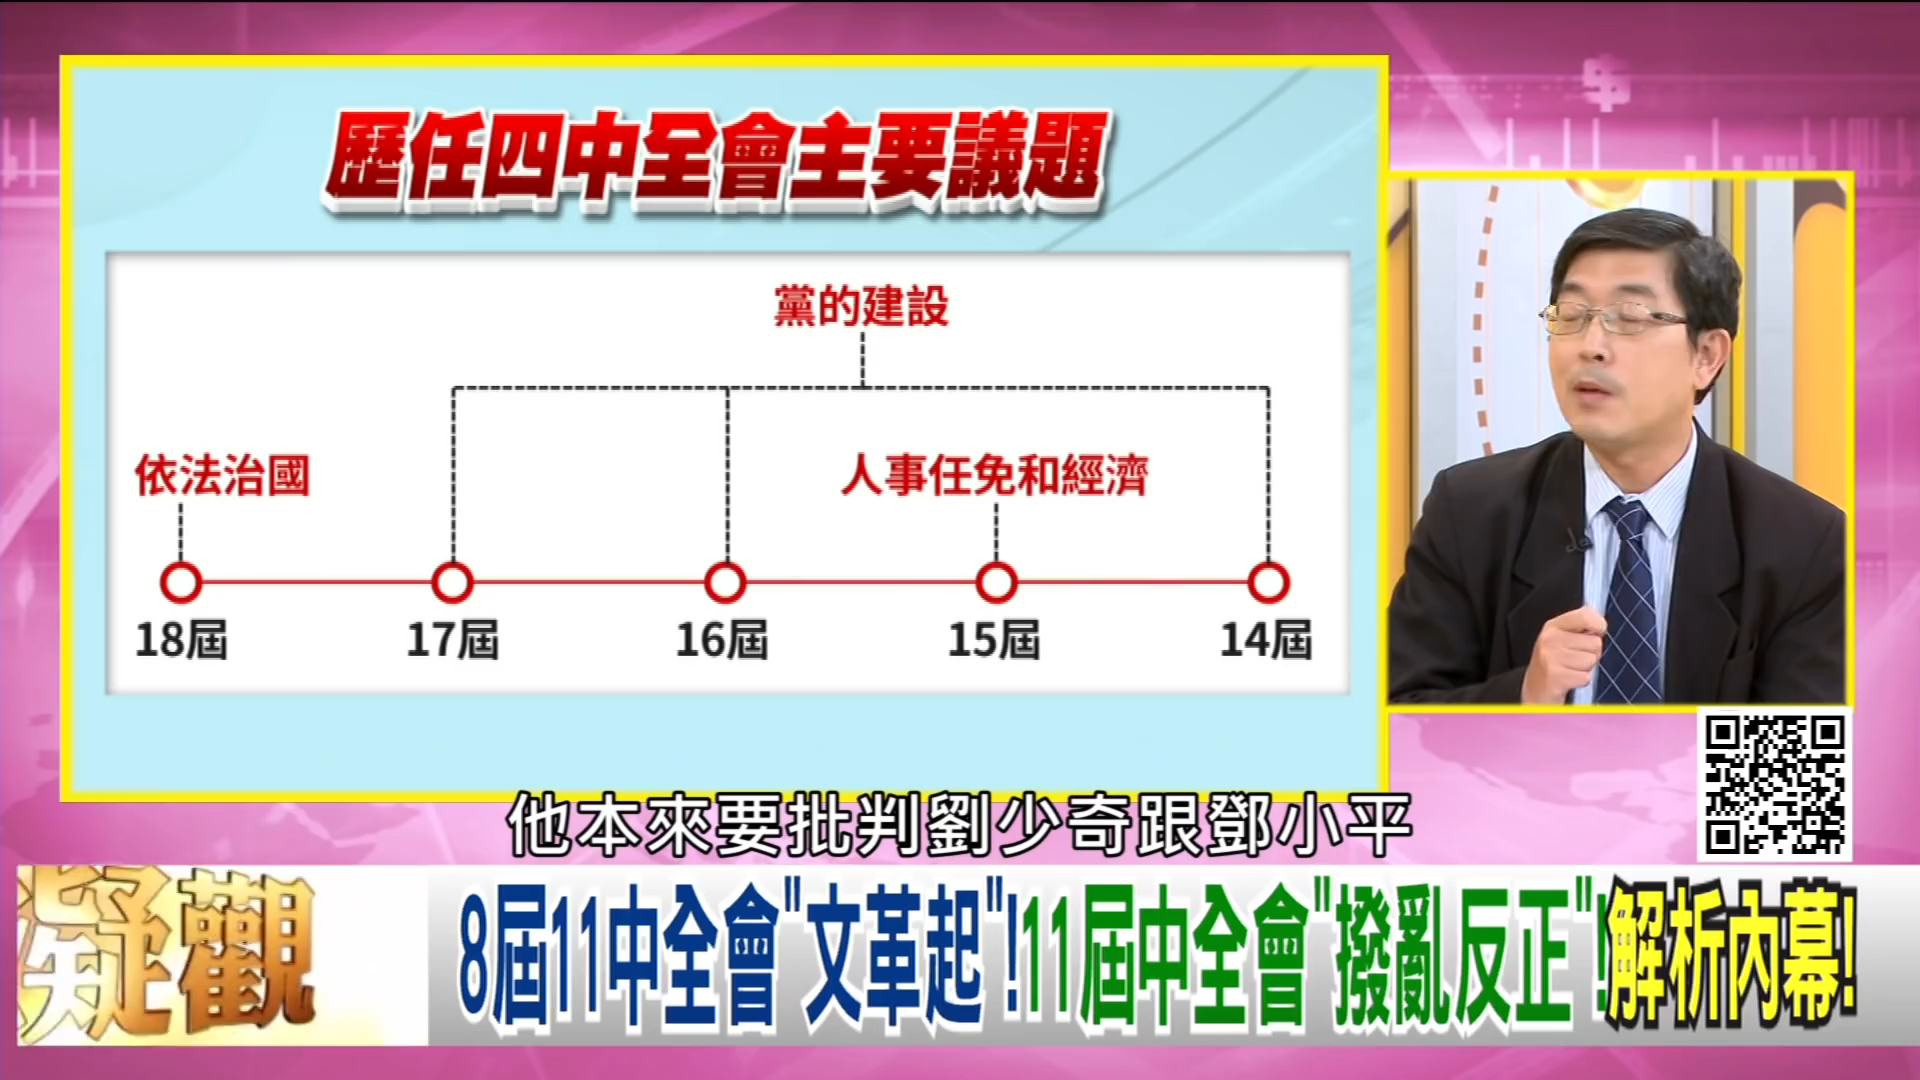 歷任四中全會主要議題
黨的建設
依法治國
人事任免和經濟
18屆
17屆
16屆
15屆
14屆
他本來要批判劉少奇跟鄧小平
凝觀
8屆11中全會"文革起"!11屆中全會"撥亂反正"!解析內幕!